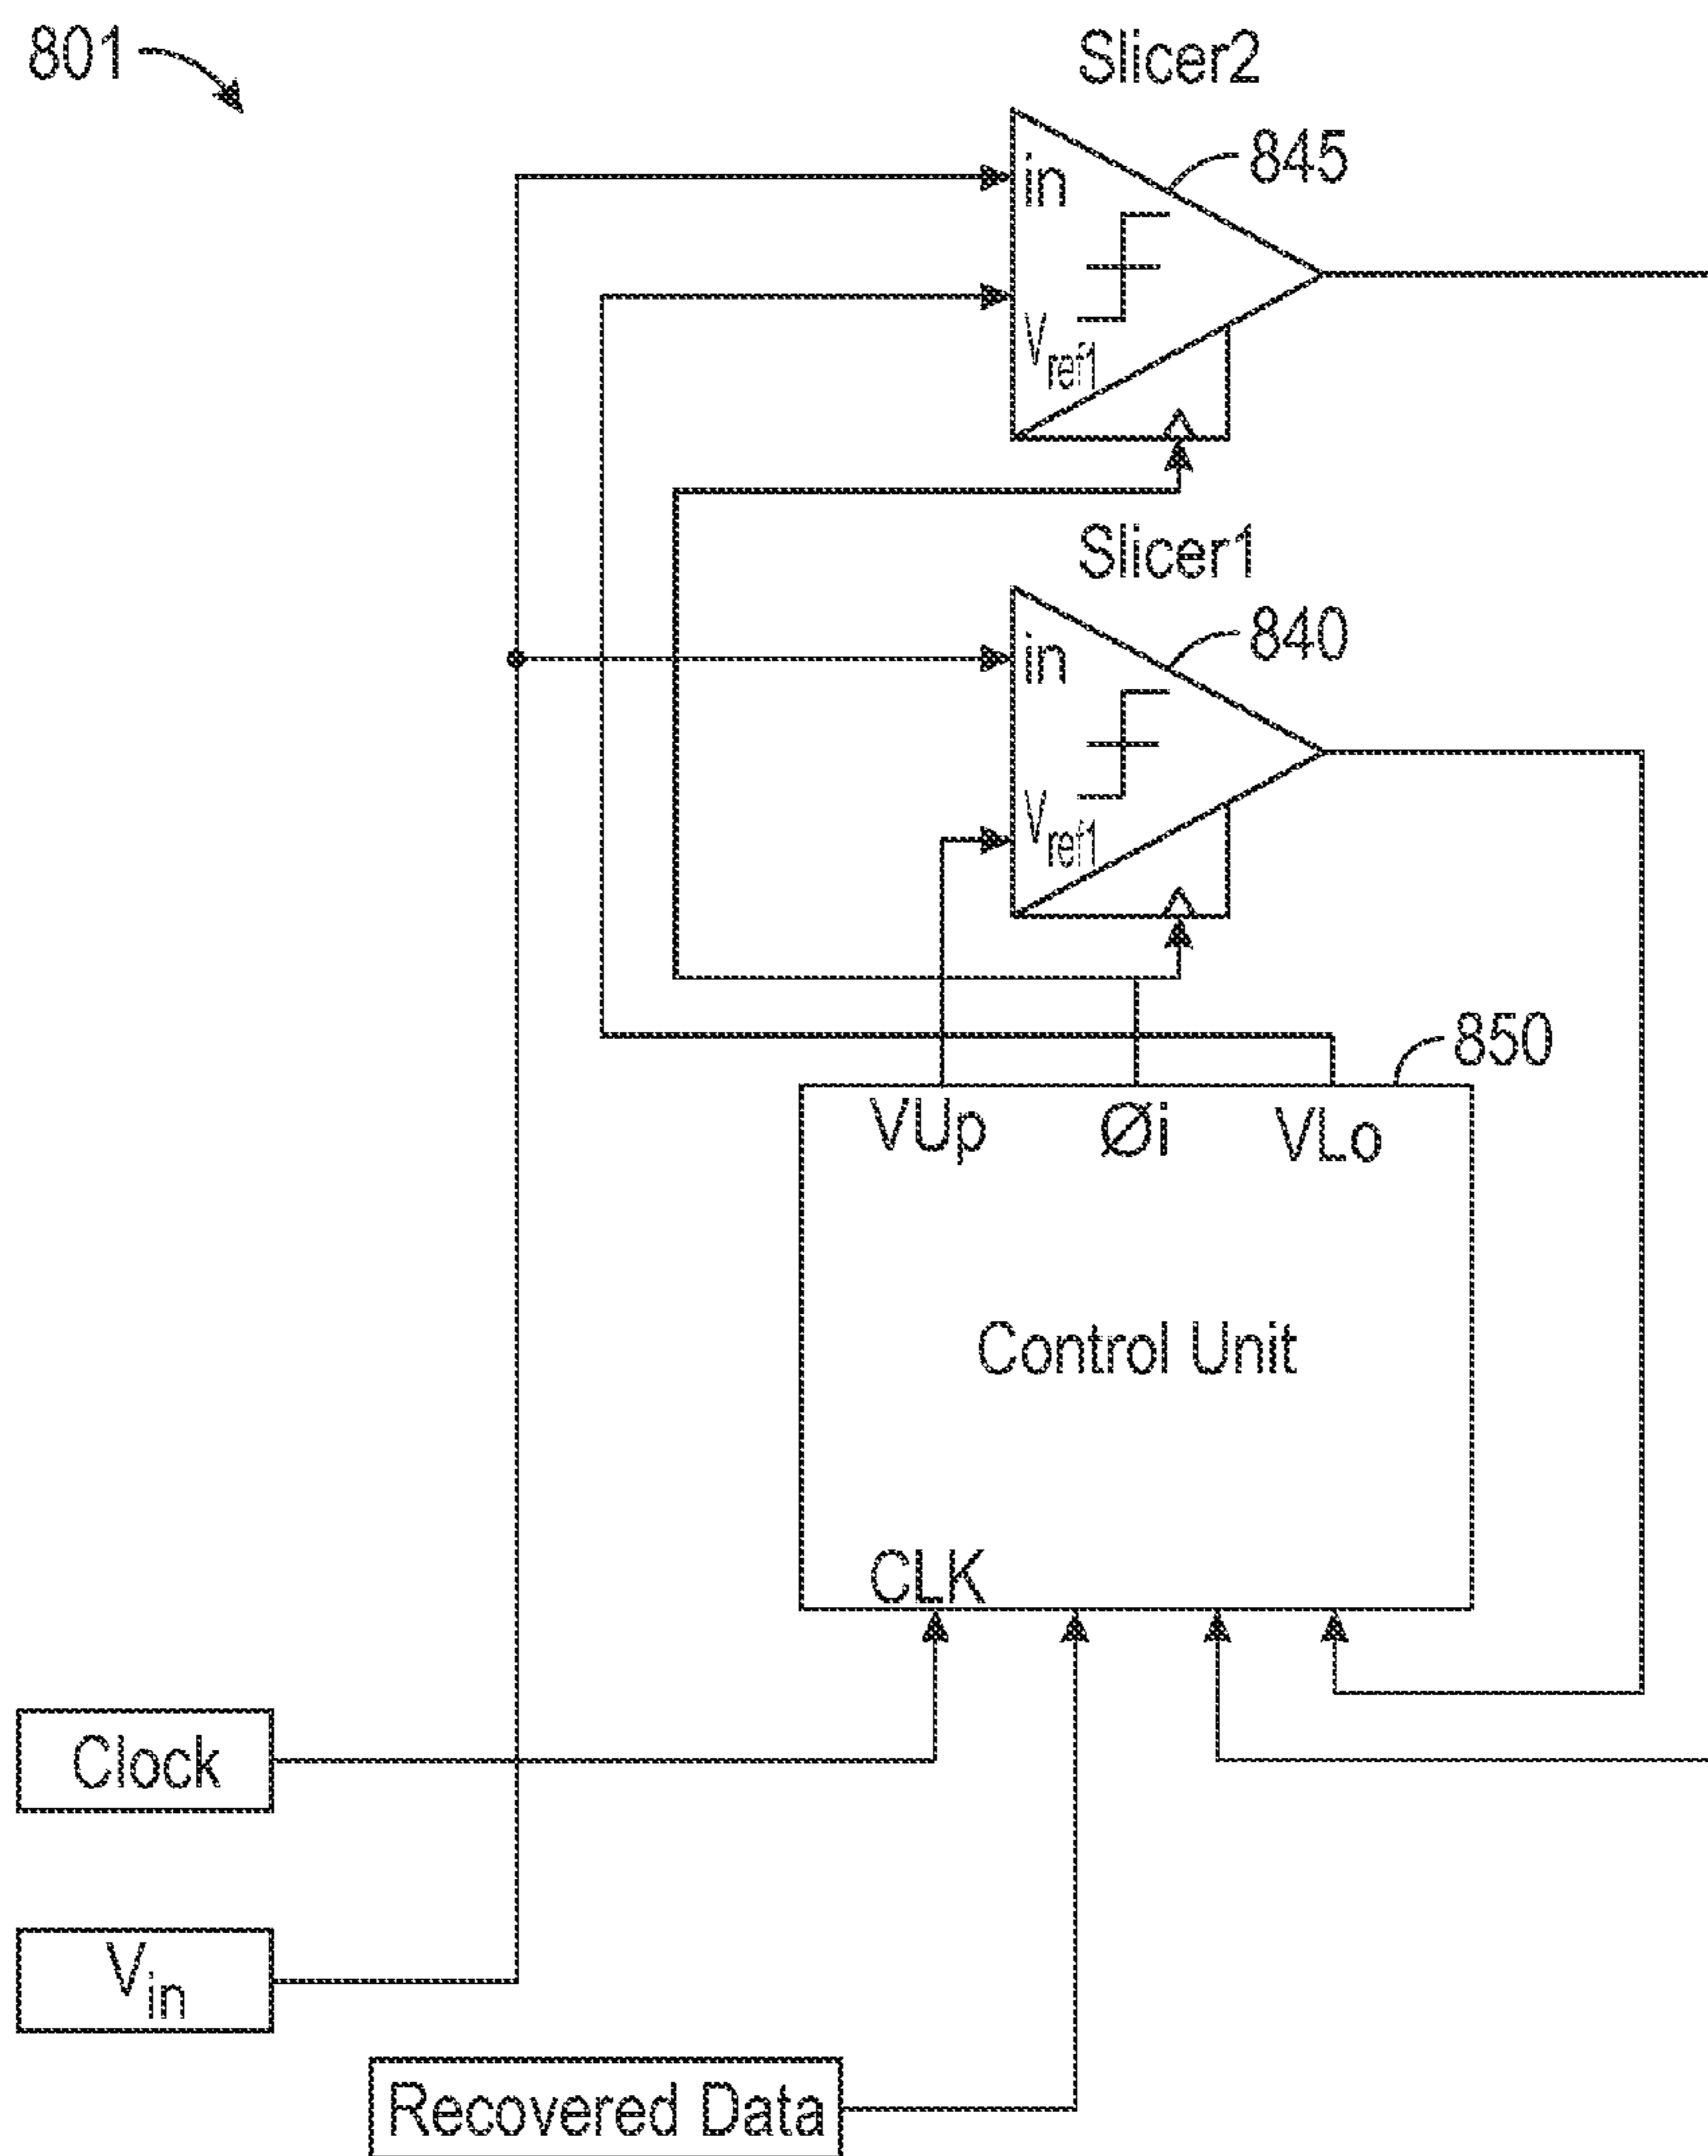 801
Slicer2
845
in
Vref1
Slicer1
840
in
Vref1
850
VUp Øi VLo
Control Unit
CLK
Clock
Vin
Recovered Data